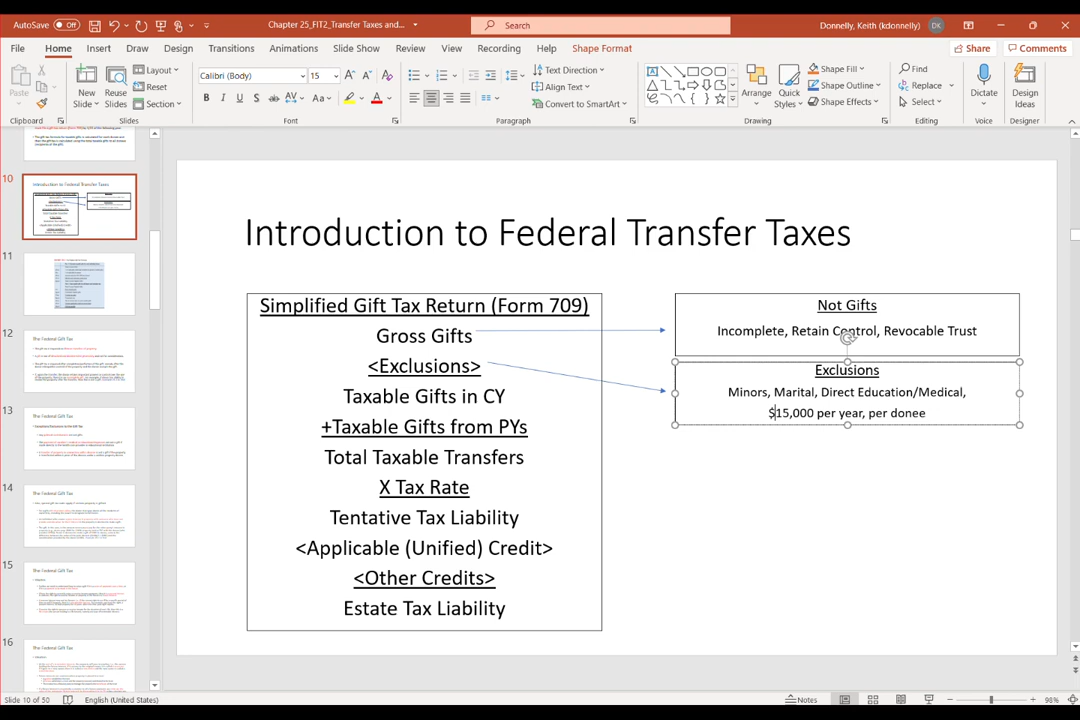 AutoSave Off
Chapter 25_FIT2_Transfer Taxes and...
Search
Donnelly, Keith (kdonnelly)
DK
File Home Insert Draw Design Transitions Animations Slide Show Review View Recording Help Shape Format
Share Comments
Paste
New Slide
Reuse Slides
Layout
Reset
Section
Calibri (Body) 15
Text Direction
Align Text
Convert to SmartArt
Arrange
Quick Styles
Shape Fill
Shape Outline
Shape Effects
Find
Replace
Select
Dictate
Design Ideas
Clipboard Font Paragraph Drawing Editing Voice Designer
10
Introduction to Federal Transfer Taxes
11
12
The Federal Gift Tax
13
The Federal Gift Tax
14
The Federal Gift Tax
15
The Federal Gift Tax
16
The Federal Gift Tax
Introduction to Federal Transfer Taxes
Simplified Gift Tax Return (Form 709)
Gross Gifts
<Exclusions>
Taxable Gifts in CY
+Taxable Gifts from PYs
Total Taxable Transfers
X Tax Rate
Tentative Tax Liability
<Applicable (Unified) Credit>
<Other Credits>
Estate Tax Liability
Not Gifts
Incomplete, Retain Control, Revocable Trust
Exclusions
Minors, Marital, Direct Education/Medical,
$15,000 per year, per donee
Slide 10 of 50 English (United States) Notes 98%